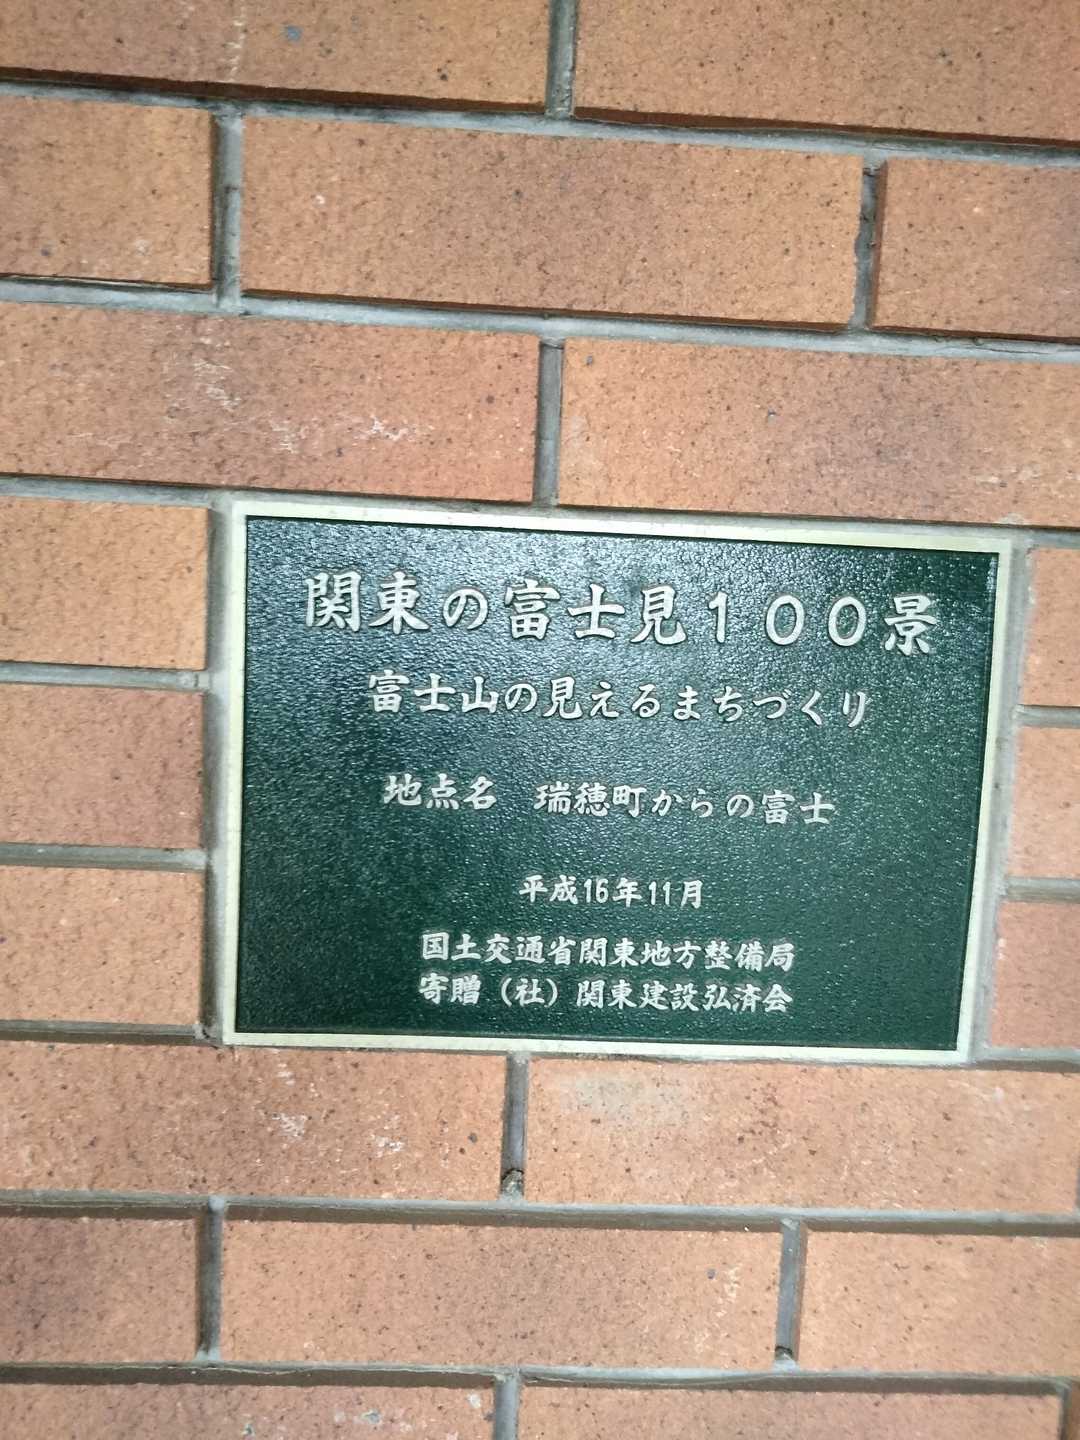 関東の富士見１００景
富士山の見えるまちづくり
地点名　瑞穂町からの富士
平成16年11月
国土交通省関東地方整備局
寄贈（社）関東建設弘済会